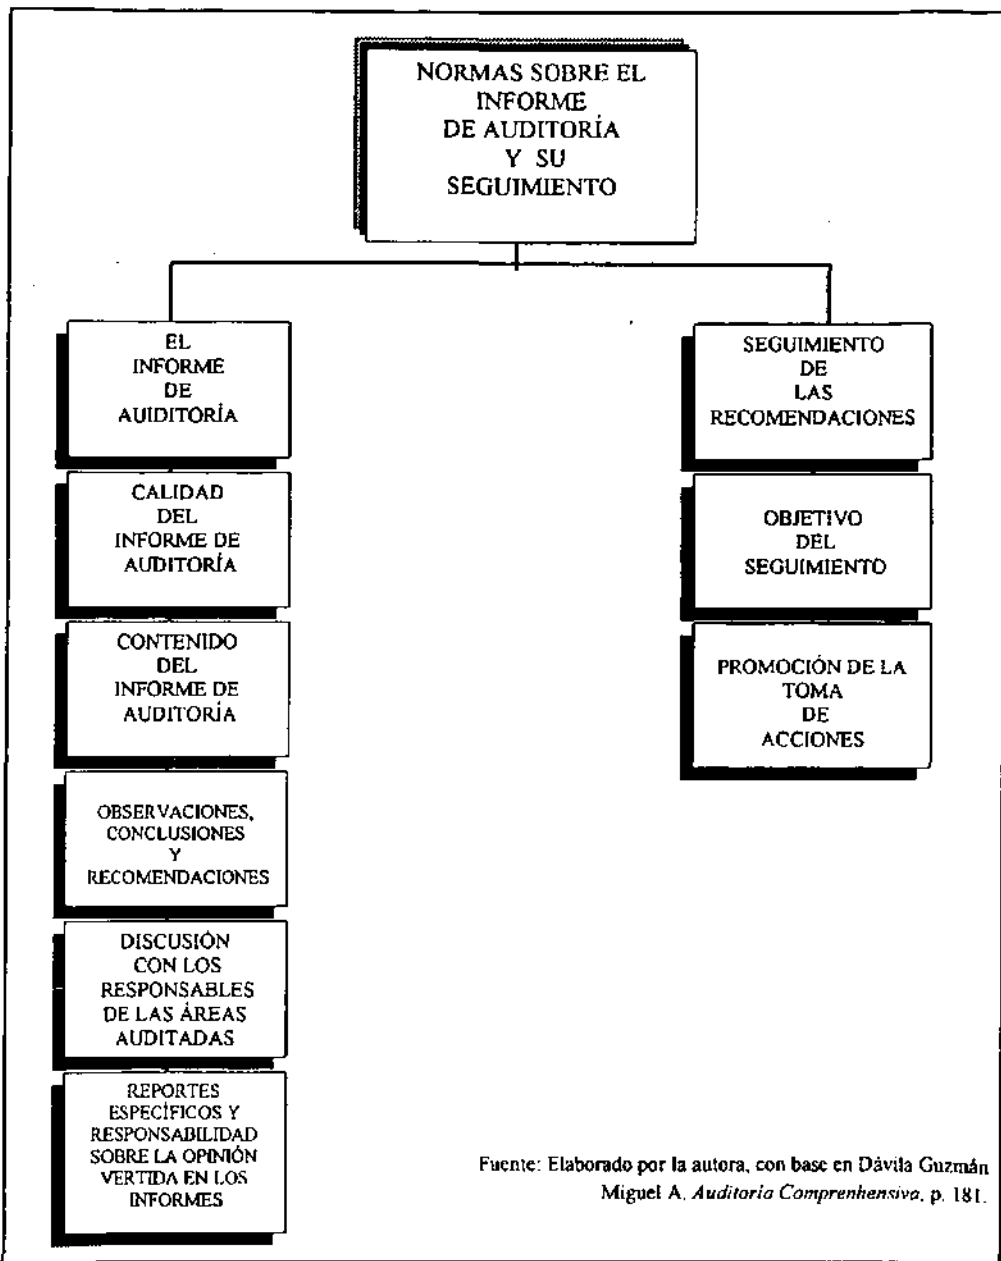 NORMAS SOBRE EL
INFORME
DE AUDITORÍA
Y SU
SEGUIMIENTO
EL
INFORME
DE
AUIDITORÍA
CALIDAD
DEL
INFORME DE
AUDITORÍA
CONTENIDO
DEL
INFORME DE
AUDITORÍA
OBSERVACIONES,
CONCLUSIONES
Y
RECOMENDACIONES
DISCUSIÓN
CON LOS
RESPONSABLES
DE LAS ÁREAS
AUDITADAS
REPORTES
ESPECÍFICOS Y
RESPONSABILIDAD
SOBRE LA OPINIÓN
VERTIDA EN LOS
INFORMES
SEGUIMIENTO
DE
LAS
RECOMENDACIONES
OBJETIVO
DEL
SEGUIMIENTO
PROMOCIÓN DE LA
TOMA
DE
ACCIONES
Fuente: Elaborado por la autora, con base en Dávila Guzmán
Miguel A. Auditoría Comprenhensiva, p. 181.